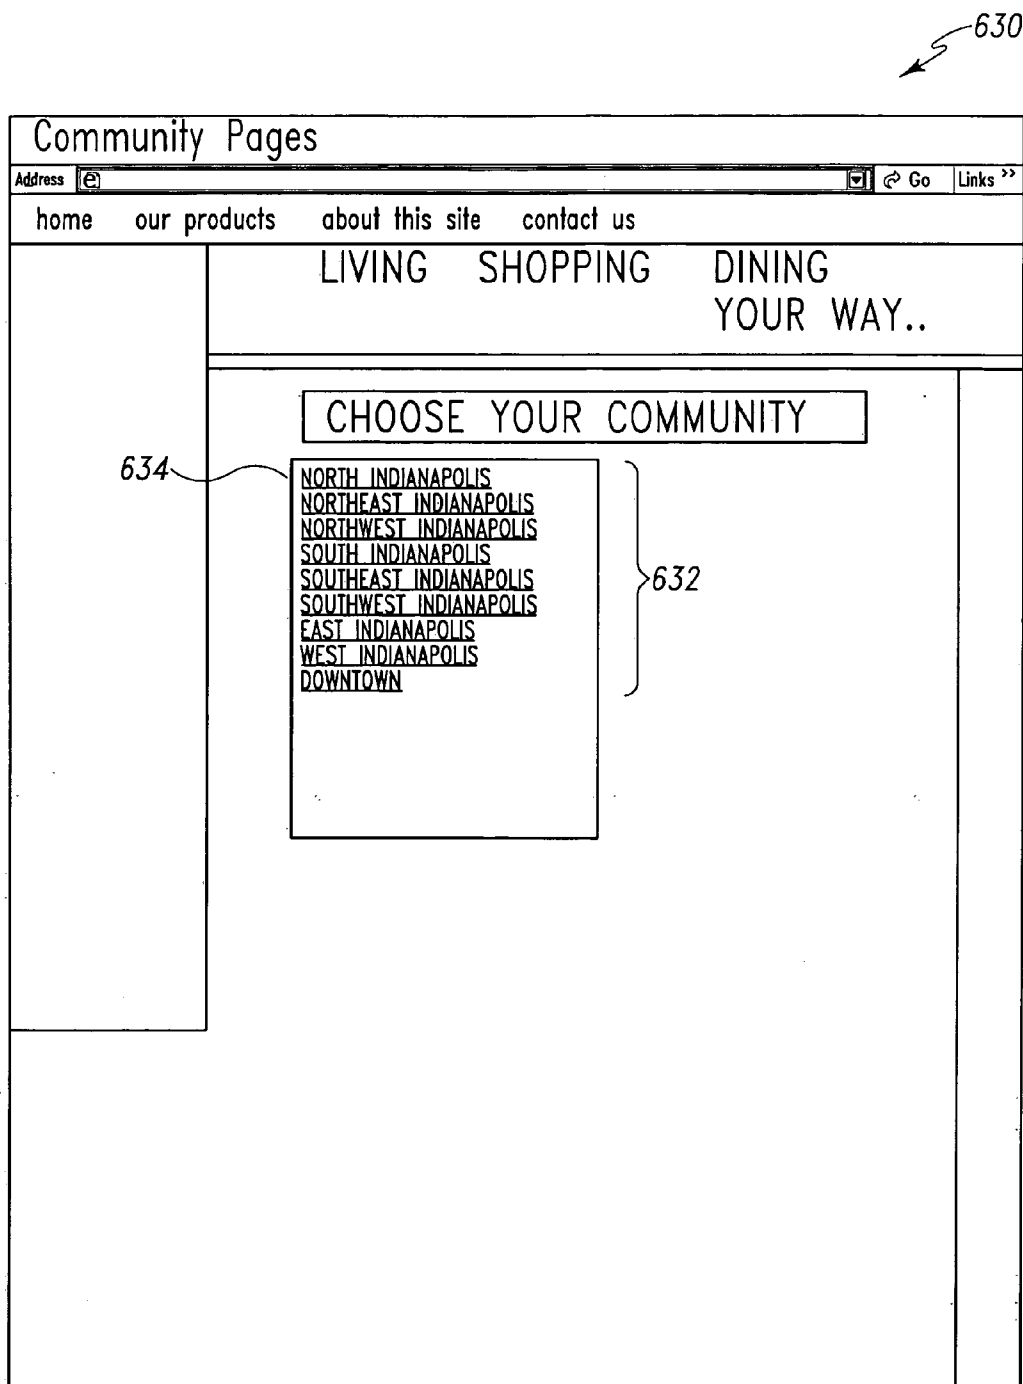 630
Community Pages
Address e Go Links >>
home our products about this site contact us
LIVING SHOPPING DINING
YOUR WAY..
CHOOSE YOUR COMMUNITY
634
NORTH INDIANAPOLIS
NORTHEAST INDIANAPOLIS
NORTHWEST INDIANAPOLIS
SOUTH INDIANAPOLIS
SOUTHEAST INDIANAPOLIS
632
SOUTHWEST INDIANAPOLIS
EAST INDIANAPOLIS
WEST INDIANAPOLIS
DOWNTOWN